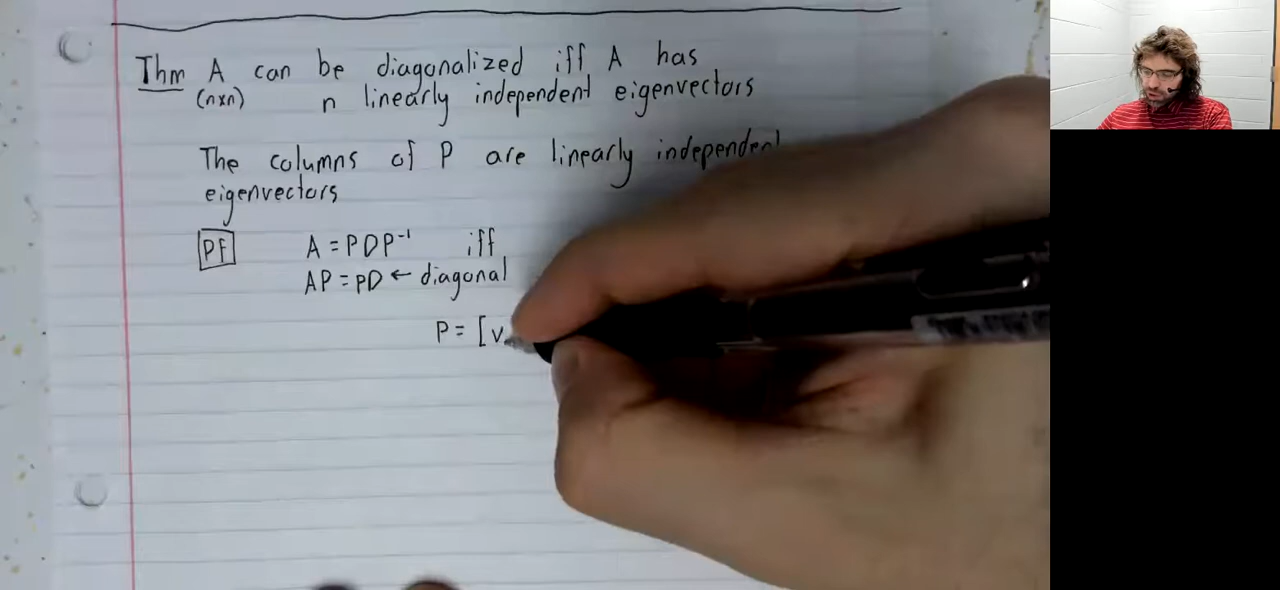 Thm A can be diagonalized iff A has
(n×n) n linearly independent eigenvectors
The columns of P are linearly independent
eigenvectors
Pf A = PDP⁻¹ iff
AP = PD ← diagonal
P = [v